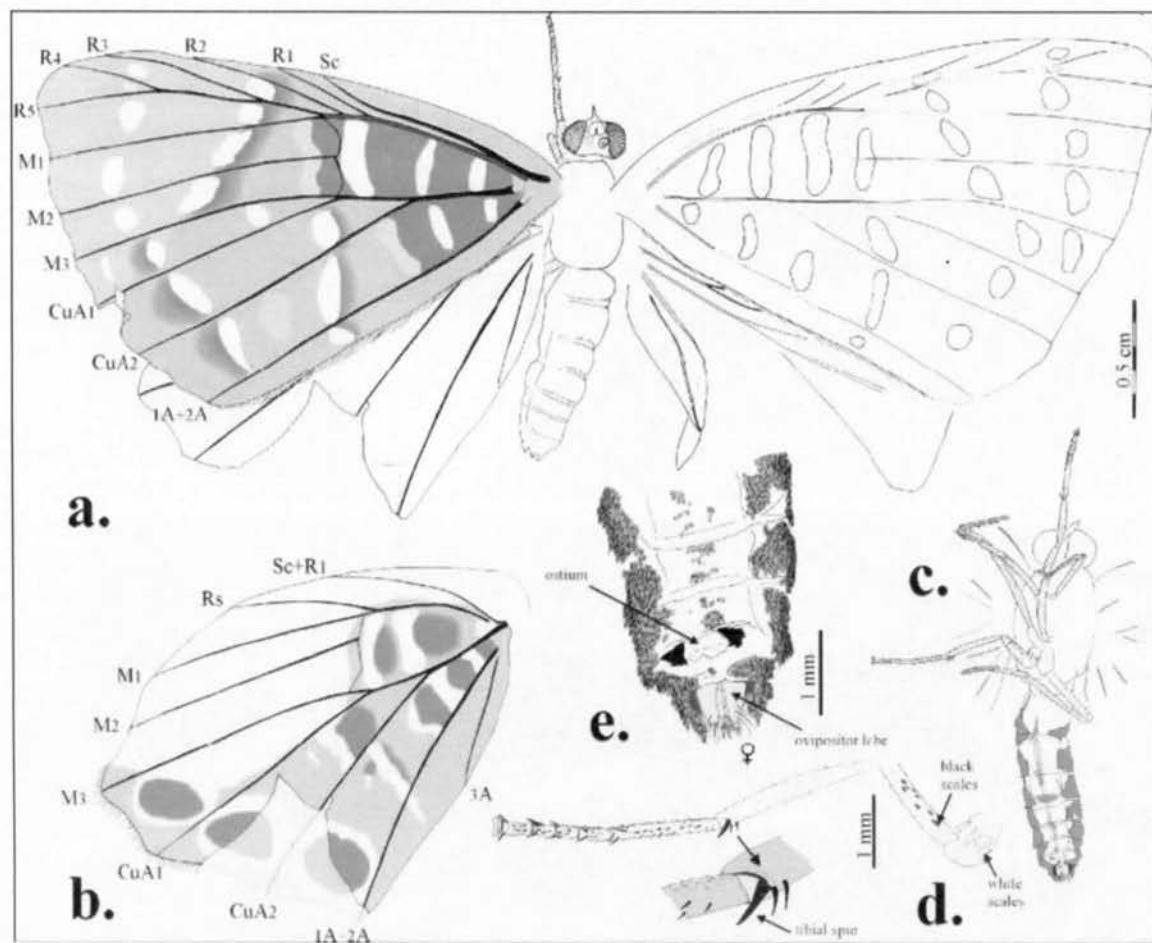 R4
R3
R2
R1
Sc
R5
M1
M2
M3
CuA1
CuA2
1A+2A
0.5 cm
a.
Sc+R1
Rs
M1
M2
M3
CuA1
CuA2
1A+2A
3A
b.
ostium
1 mm
e.
♀
ovipositor lobe
c.
black
scales
1 mm
white
scales
d.
tibial spur